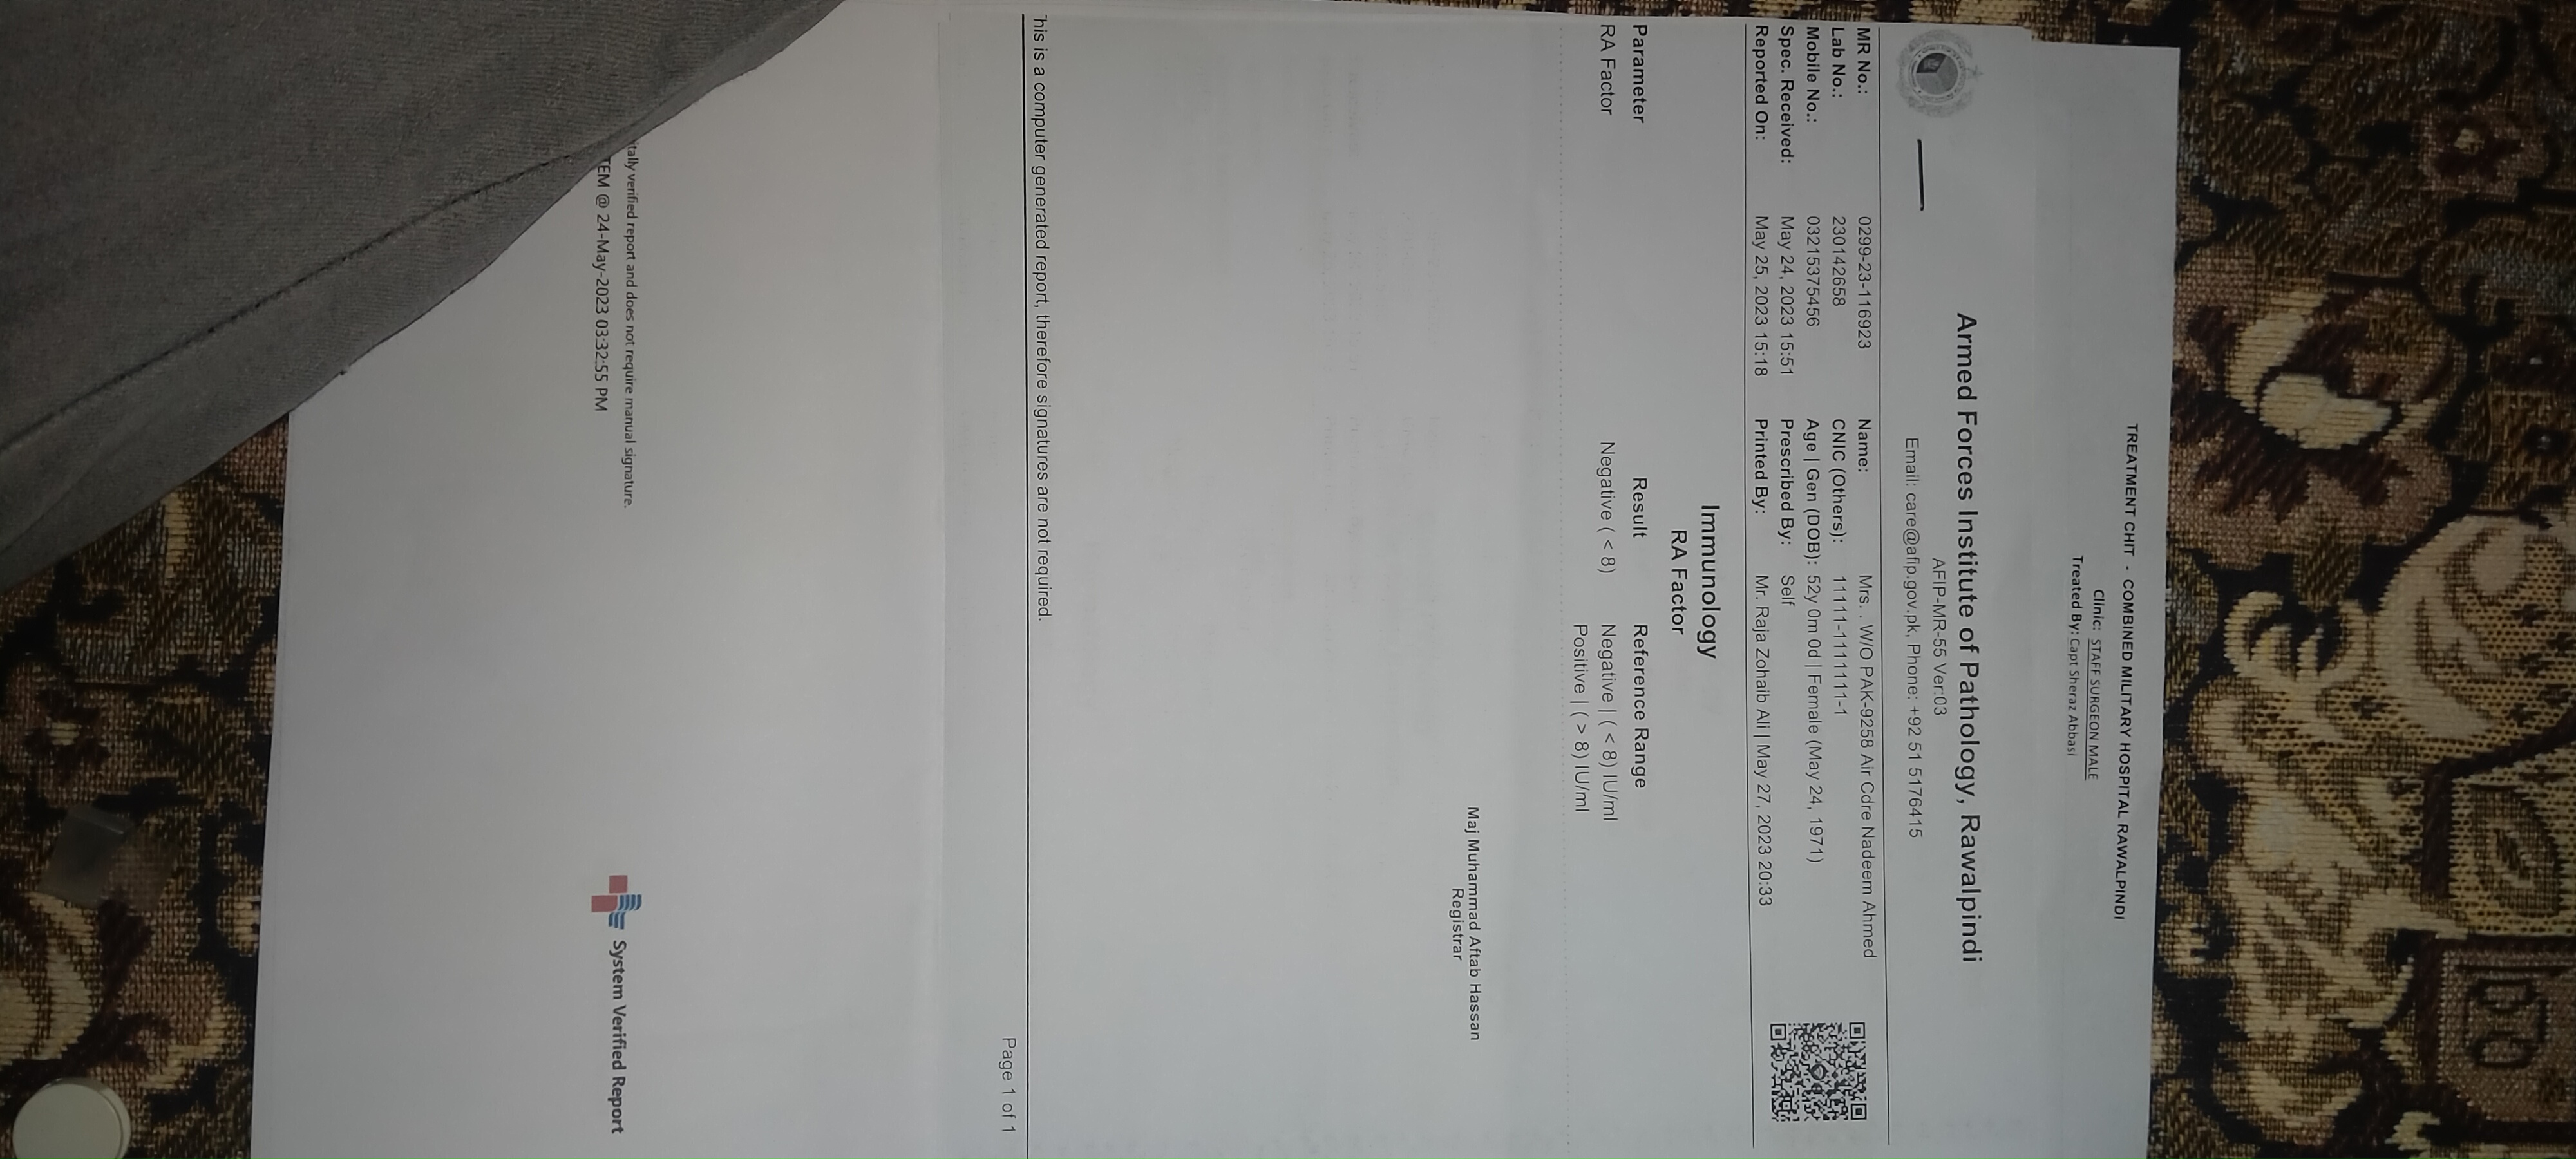 TREATMENT CHIT - COMBINED MILITARY HOSPITAL RAWALPINDI
Clinic: STAFF SURGEON MALE
Treated By: Capt Sheraz Abbasi
Armed Forces Institute of Pathology, Rawalpindi
AFIP-MR-55 Ver:03
Email: care@afip.gov.pk, Phone: +92 51 5176415
MR No.: 0299-23-116923 Name: Mrs. . W/O PAK-9258 Air Cdre Nadeem Ahmed
Lab No.: 230142658 CNIC (Others): 11111-1111111-1
Mobile No.: 03215375456 Age | Gen (DOB): 52y 0m 0d | Female (May 24, 1971)
Spec. Received: May 24, 2023 15:51 Prescribed By: Self
Reported On: May 25, 2023 15:18 Printed By: Mr. Raja Zohaib Ali | May 27, 2023 20:33
Immunology
RA Factor
Parameter Result Reference Range
RA Factor Negative ( < 8) Negative | ( < 8) IU/ml
Positive | ( > 8) IU/ml
Maj Muhammad Aftab Hassan
Registrar
This is a computer generated report, therefore signatures are not required.
Page 1 of 1
tally verified report and does not require manual signature.
TEM @ 24-May-2023 03:32:55 PM
System Verified Report